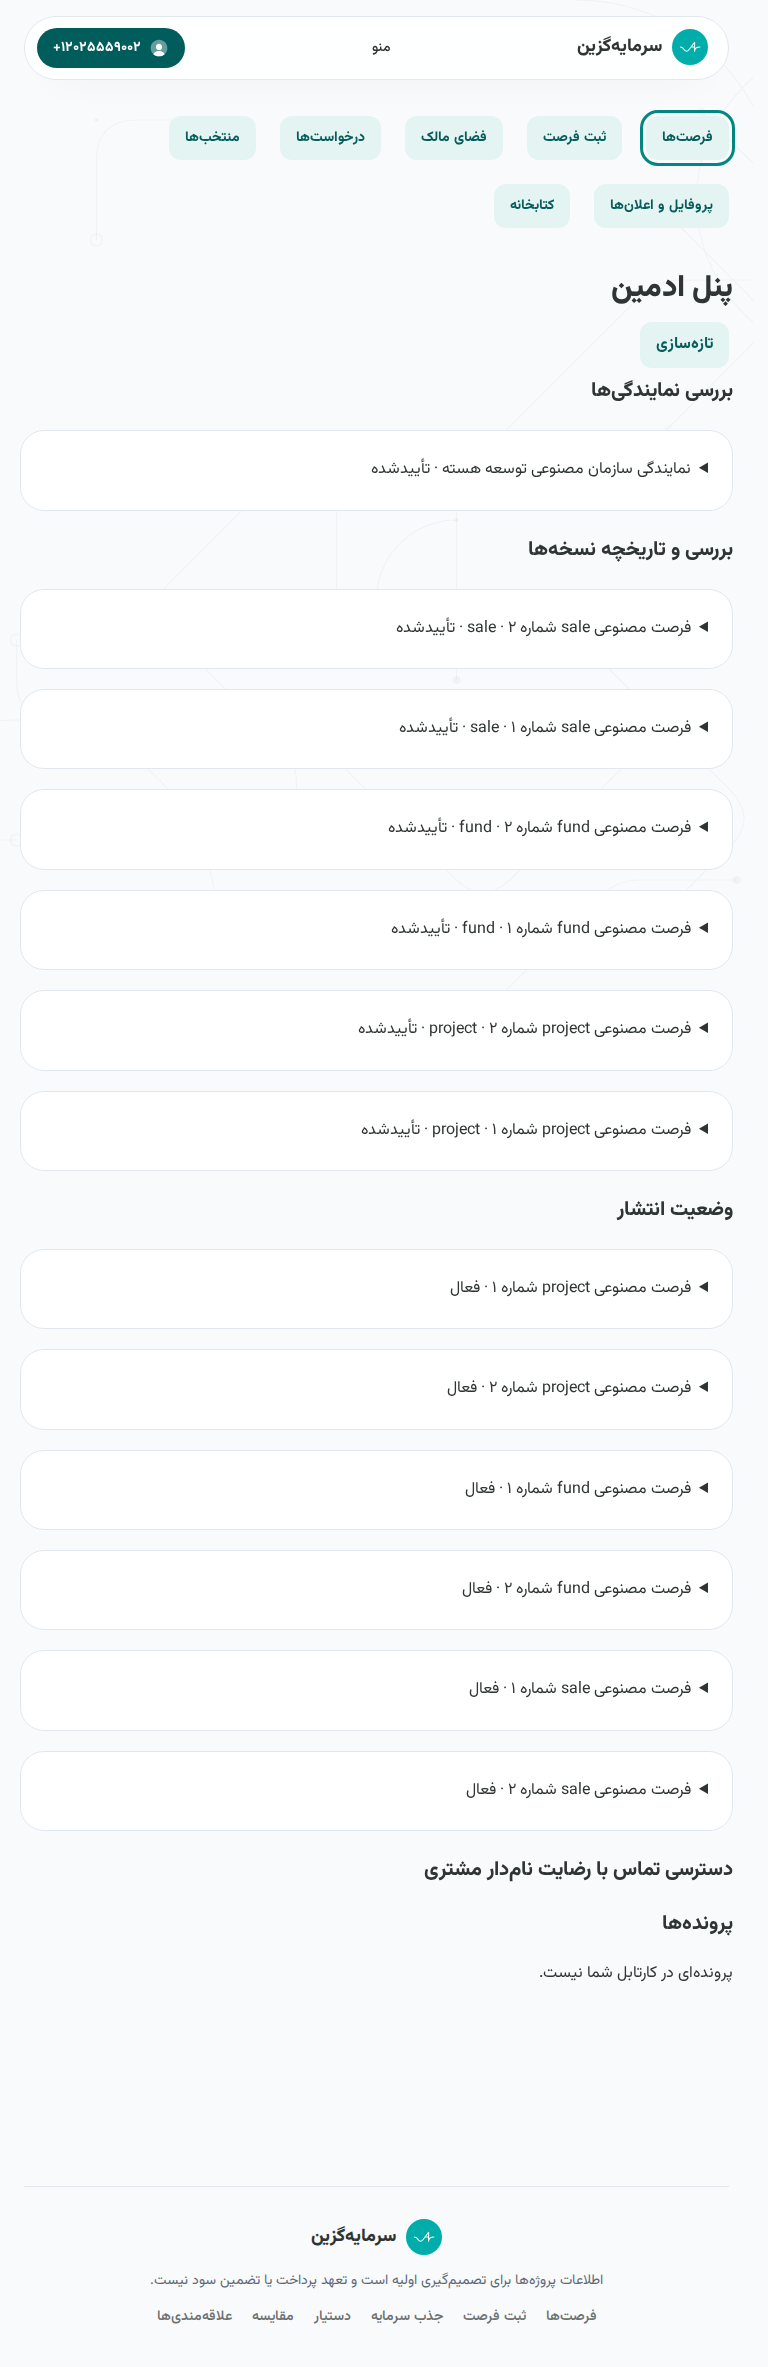 سرمایه‌گزین
منو
+۱۲۰۲۵۵۵۹۰۰۲
فرصت‌ها
ثبت فرصت
فضای مالک
درخواست‌ها
منتخب‌ها
پروفایل و اعلان‌ها
کتابخانه
پنل ادمین
تازه‌سازی
بررسی نمایندگی‌ها
نمایندگی سازمان مصنوعی توسعه هسته · تأییدشده
بررسی و تاریخچه نسخه‌ها
فرصت مصنوعی sale شماره ۲ · sale · تأییدشده
فرصت مصنوعی sale شماره ۱ · sale · تأییدشده
فرصت مصنوعی fund شماره ۲ · fund · تأییدشده
فرصت مصنوعی fund شماره ۱ · fund · تأییدشده
فرصت مصنوعی project شماره ۲ · project · تأییدشده
فرصت مصنوعی project شماره ۱ · project · تأییدشده
وضعیت انتشار
فرصت مصنوعی project شماره ۱ · فعال
فرصت مصنوعی project شماره ۲ · فعال
فرصت مصنوعی fund شماره ۱ · فعال
فرصت مصنوعی fund شماره ۲ · فعال
فرصت مصنوعی sale شماره ۱ · فعال
فرصت مصنوعی sale شماره ۲ · فعال
دسترسی تماس با رضایت نام‌دار مشتری
پرونده‌ها
پرونده‌ای در کارتابل شما نیست.
سرمایه‌گزین
اطلاعات پروژه‌ها برای تصمیم‌گیری اولیه است و تعهد پرداخت یا تضمین سود نیست.
فرصت‌ها
ثبت فرصت
جذب سرمایه
دستیار
مقایسه
علاقه‌مندی‌ها